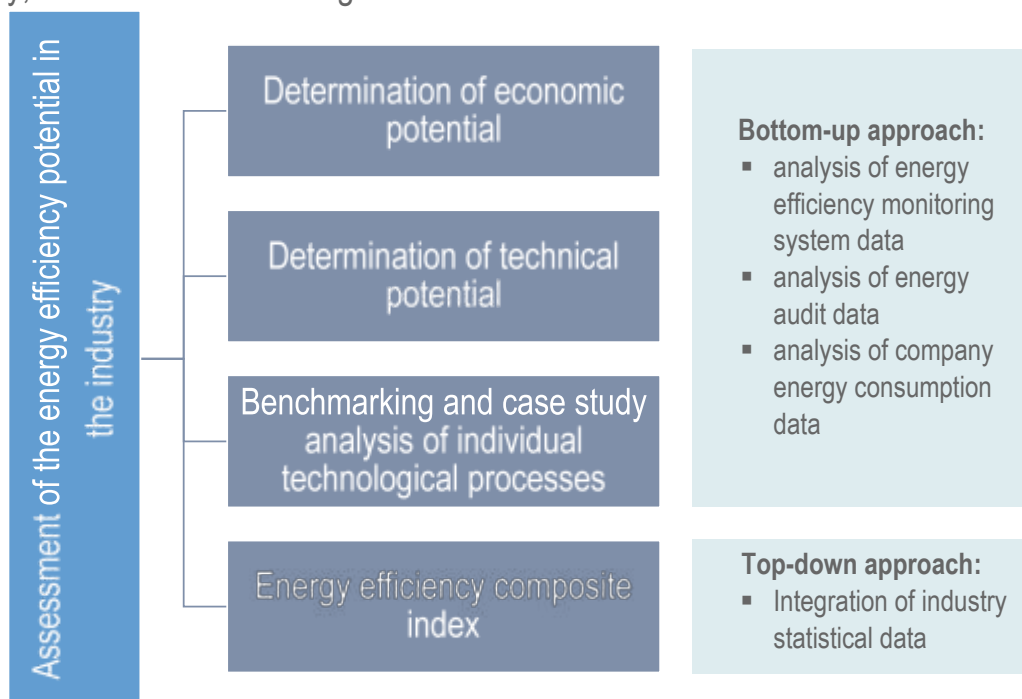 Assessment of the energy efficiency potential in
the industry
Determination of economic
potential
Determination of technical
potential
Benchmarking and case study
analysis of individual
technological processes
Energy efficiency composite
index
Bottom-up approach:
▪ analysis of energy
efficiency monitoring
system data
▪ analysis of energy
audit data
▪ analysis of company
energy consumption
data
Top-down approach:
▪ Integration of industry
statistical data